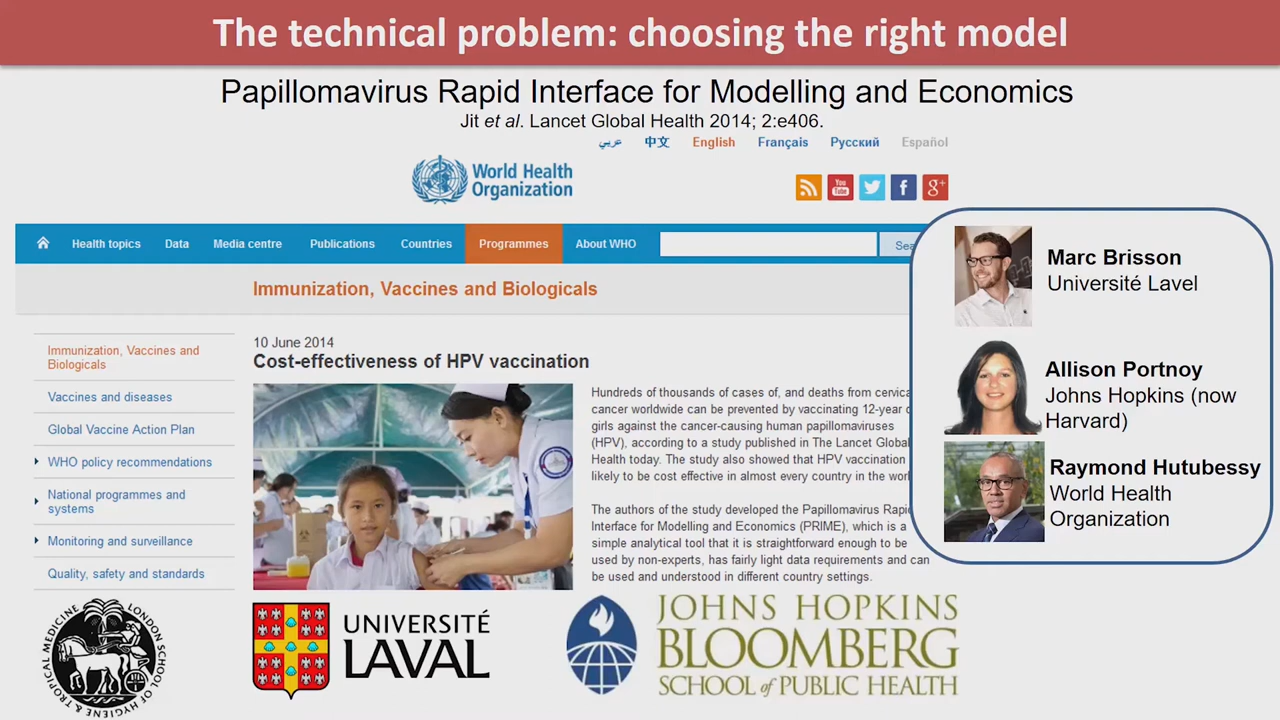 The technical problem: choosing the right model
Papillomavirus Rapid Interface for Modelling and Economics
Jit et al. Lancet Global Health 2014; 2:e406.
عربي 中文 English Français Русский Español
World Health
Organization
Health topics Data Media centre Publications Countries Programmes About WHO
Immunization, Vaccines and Biologicals
Immunization, Vaccines and
Biologicals
Vaccines and diseases
Global Vaccine Action Plan
WHO policy recommendations
National programmes and
systems
Monitoring and surveillance
Quality, safety and standards
10 June 2014
Cost-effectiveness of HPV vaccination
Hundreds of thousands of cases of, and deaths from
cancer worldwide can be prevented by vaccinating 12-year
girls against the cancer-causing human papillomaviruses
(HPV), according to a study published in The Lancet Global
Health today. The study also showed that HPV vaccination
likely to be cost effective in almost every country in the
The authors of the study developed the Papillomavirus
Interface for Modelling and Economics (PRIME), which is a
simple analytical tool that it is straightforward enough to be
used by non-experts, has fairly light data requirements and can
be used and understood in different country settings.
Marc Brisson
Université Lavel
Allison Portnoy
Johns Hopkins (now
Harvard)
Raymond Hutubessy
World Health
Organization
LONDON SCHOOL OF HYGIENE & TROPICAL MEDICINE
UNIVERSITÉ
LAVAL
JOHNS HOPKINS
BLOOMBERG
SCHOOL of PUBLIC HEALTH